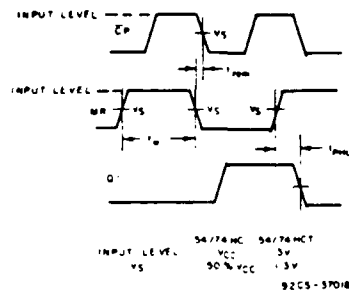 INPUT LEVEL
CP
VS
tREM
INPUT LEVEL
MR
VS
VS
VS
tW
tPHL
Q
54/74HC 54/74HCT
INPUT LEVEL VCC 3V
VS 50% VCC 1.3V
92CS-37018